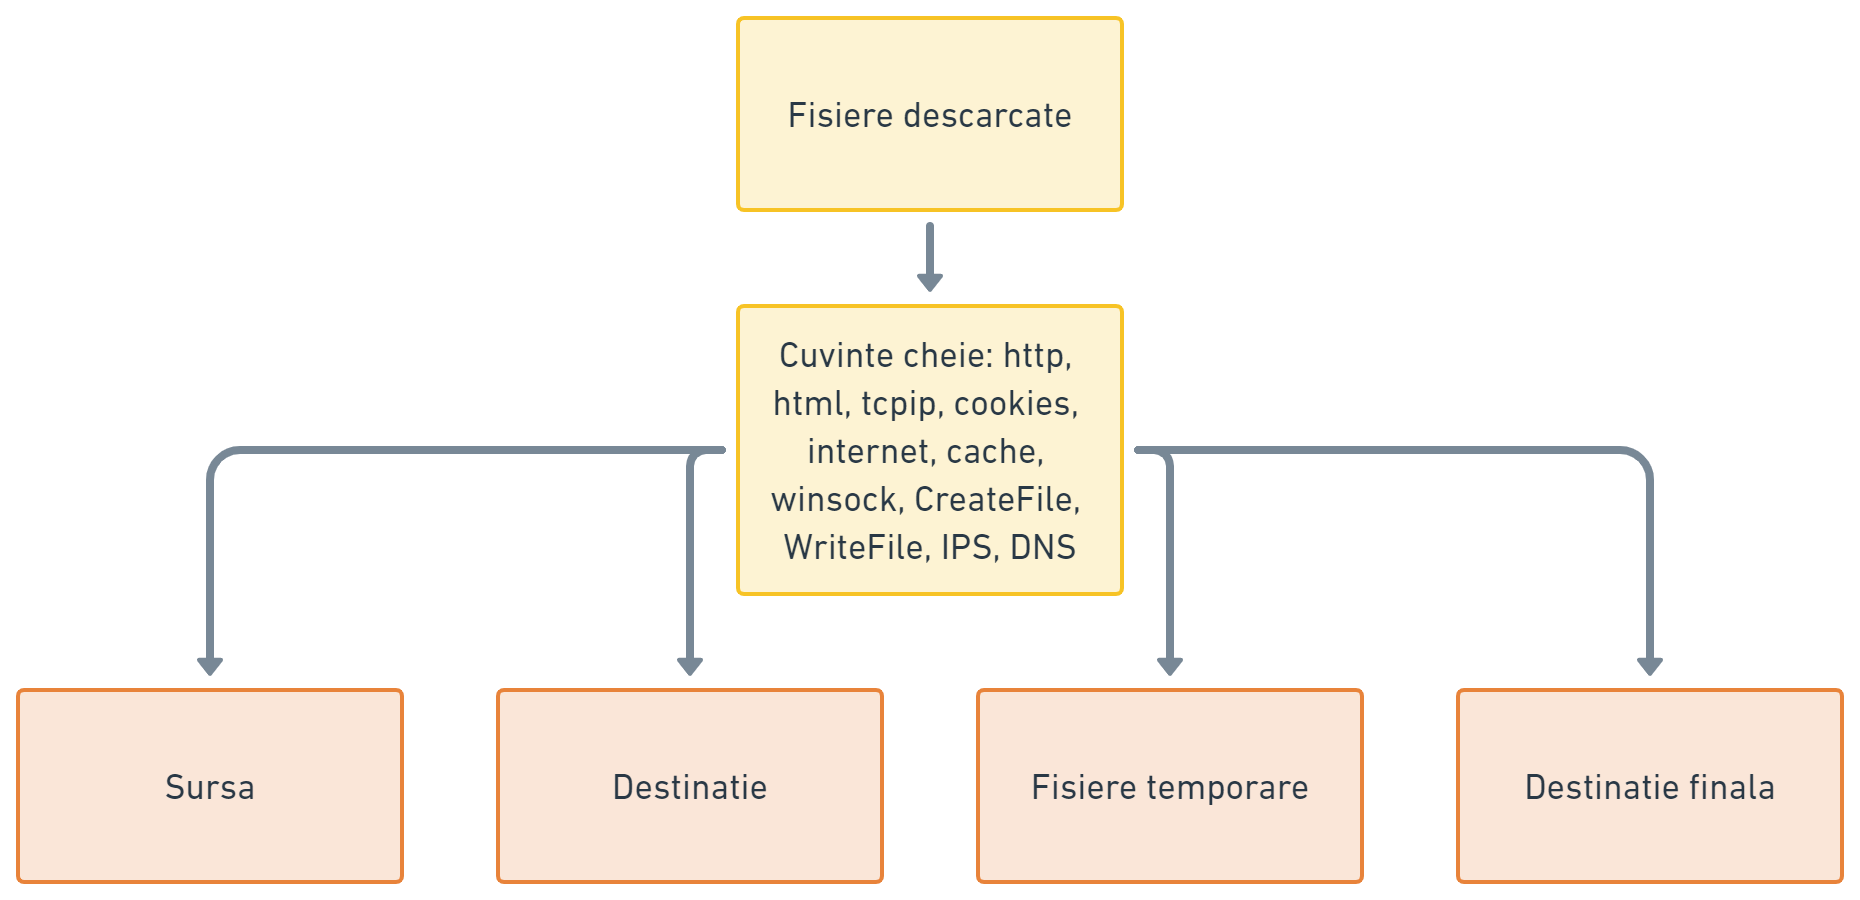 Fisiere descarcate
Cuvinte cheie: http,
html, tcpip, cookies,
internet, cache,
winsock, CreateFile,
WriteFile, IPS, DNS
Sursa
Destinatie
Fisiere temporare
Destinatie finala